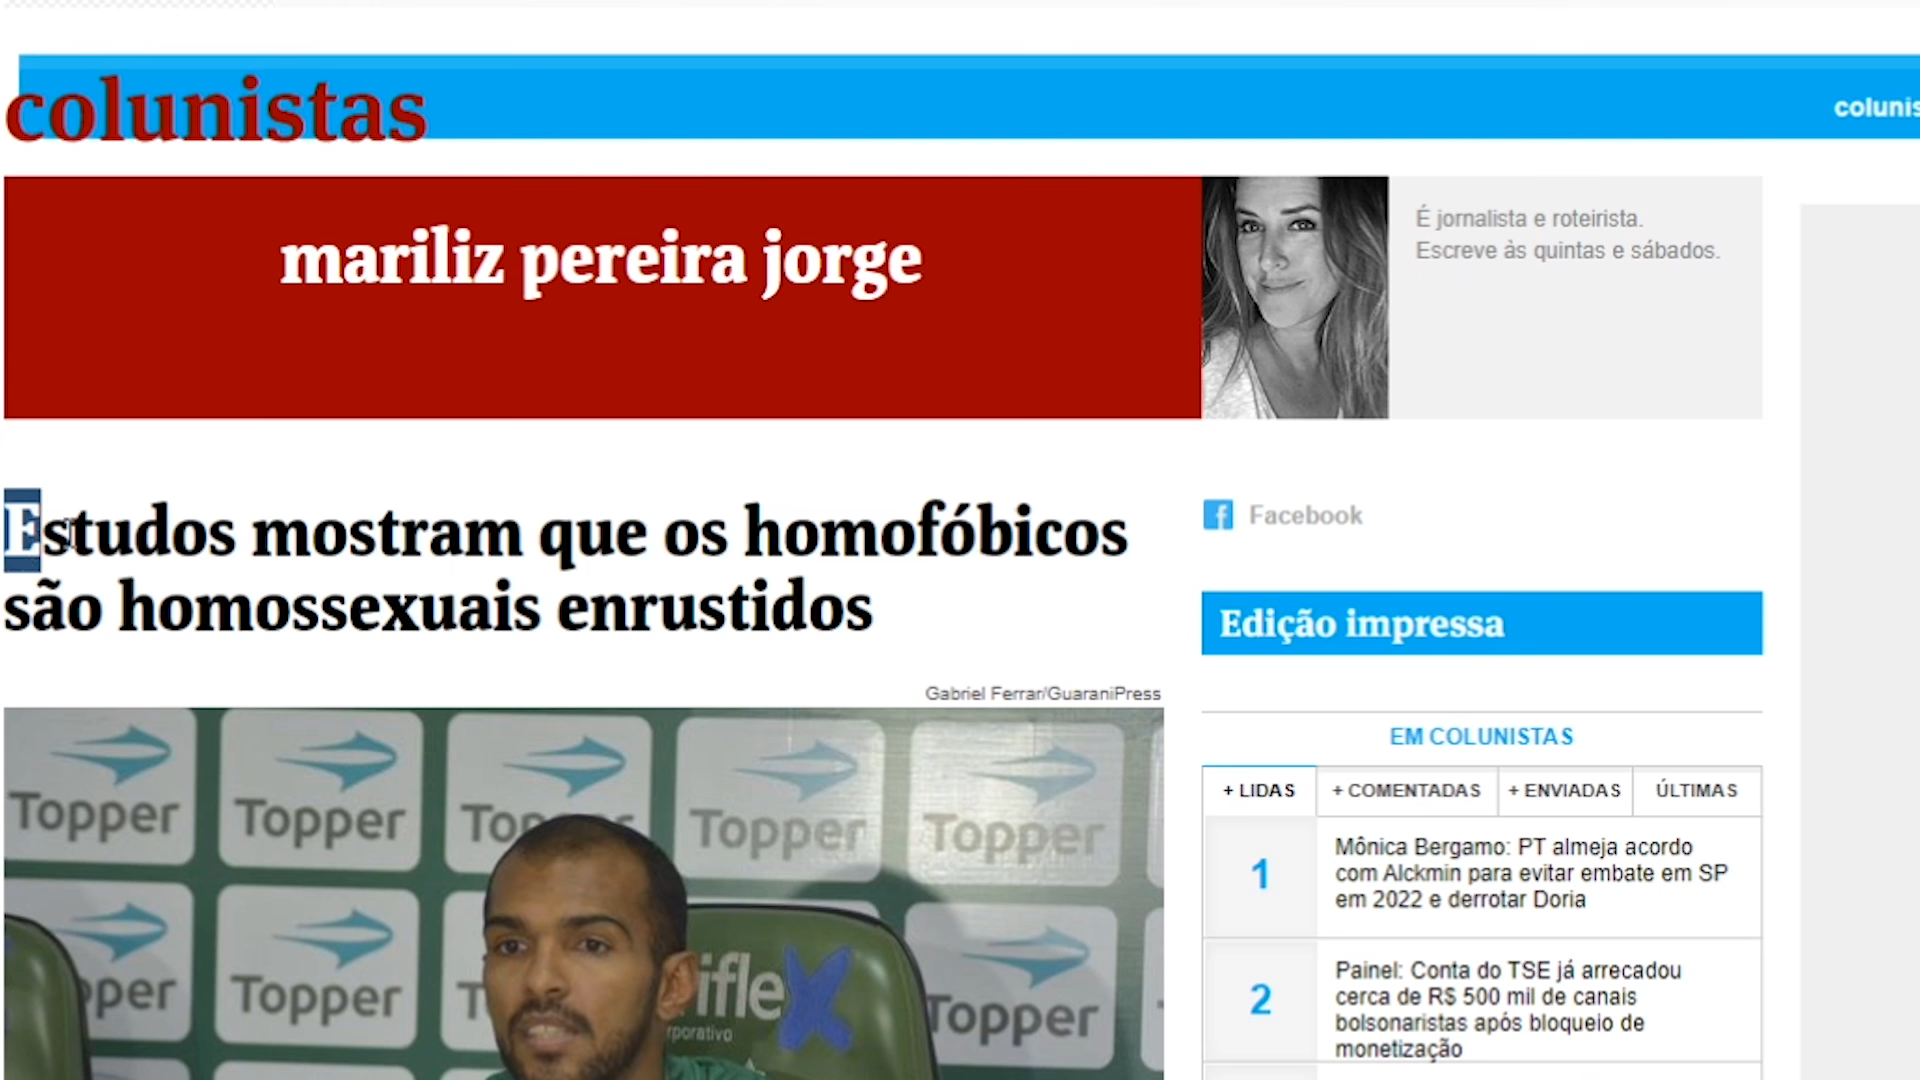 colunistas
mariliz pereira jorge
É jornalista e roteirista.
Escreve às quintas e sábados.
Estudos mostram que os homofóbicos
são homossexuais enrustidos
Facebook
Edição impressa
Gabriel Ferrar/GuaraniPress
EM COLUNISTAS
+ LIDAS
+ COMENTADAS
+ ENVIADAS
ÚLTIMAS
1
Mônica Bergamo: PT almeja acordo
com Alckmin para evitar embate em SP
em 2022 e derrotar Doria
2
Painel: Conta do TSE já arrecadou
cerca de R$ 500 mil de canais
bolsonaristas após bloqueio de
monetização
Topper Topper Topper Topper Topper
Topper Topper Topper